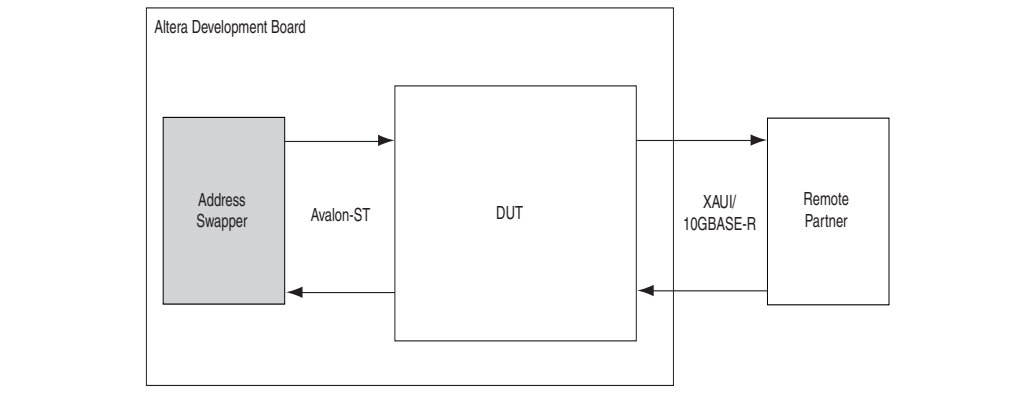 Altera Development Board
Address
Swapper
Avalon-ST
DUT
XAUI/
10GBASE-R
Remote
Partner